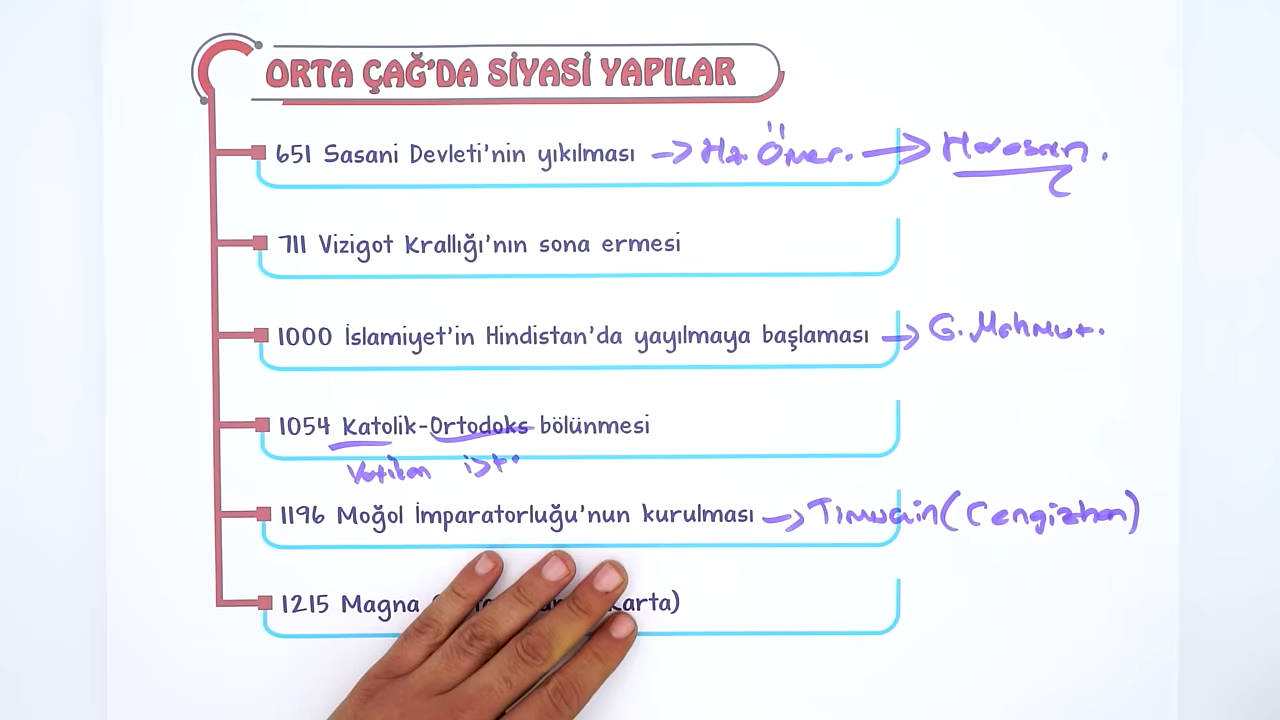 ORTA ÇAĞ'DA SİYASİ YAPILAR
651 Sasani Devleti'nin yıkılması → Hz. Ömer. → Horasan.
711 Vizigot Krallığı'nın sona ermesi
1000 İslamiyet'in Hindistan'da yayılmaya başlaması → G. Mahmut.
1054 Katolik-Ortodoks bölünmesi
Vatikan ist.
1196 Moğol İmparatorluğu'nun kurulması → Timuçin (Cengizhan)
1215 Magna karta)